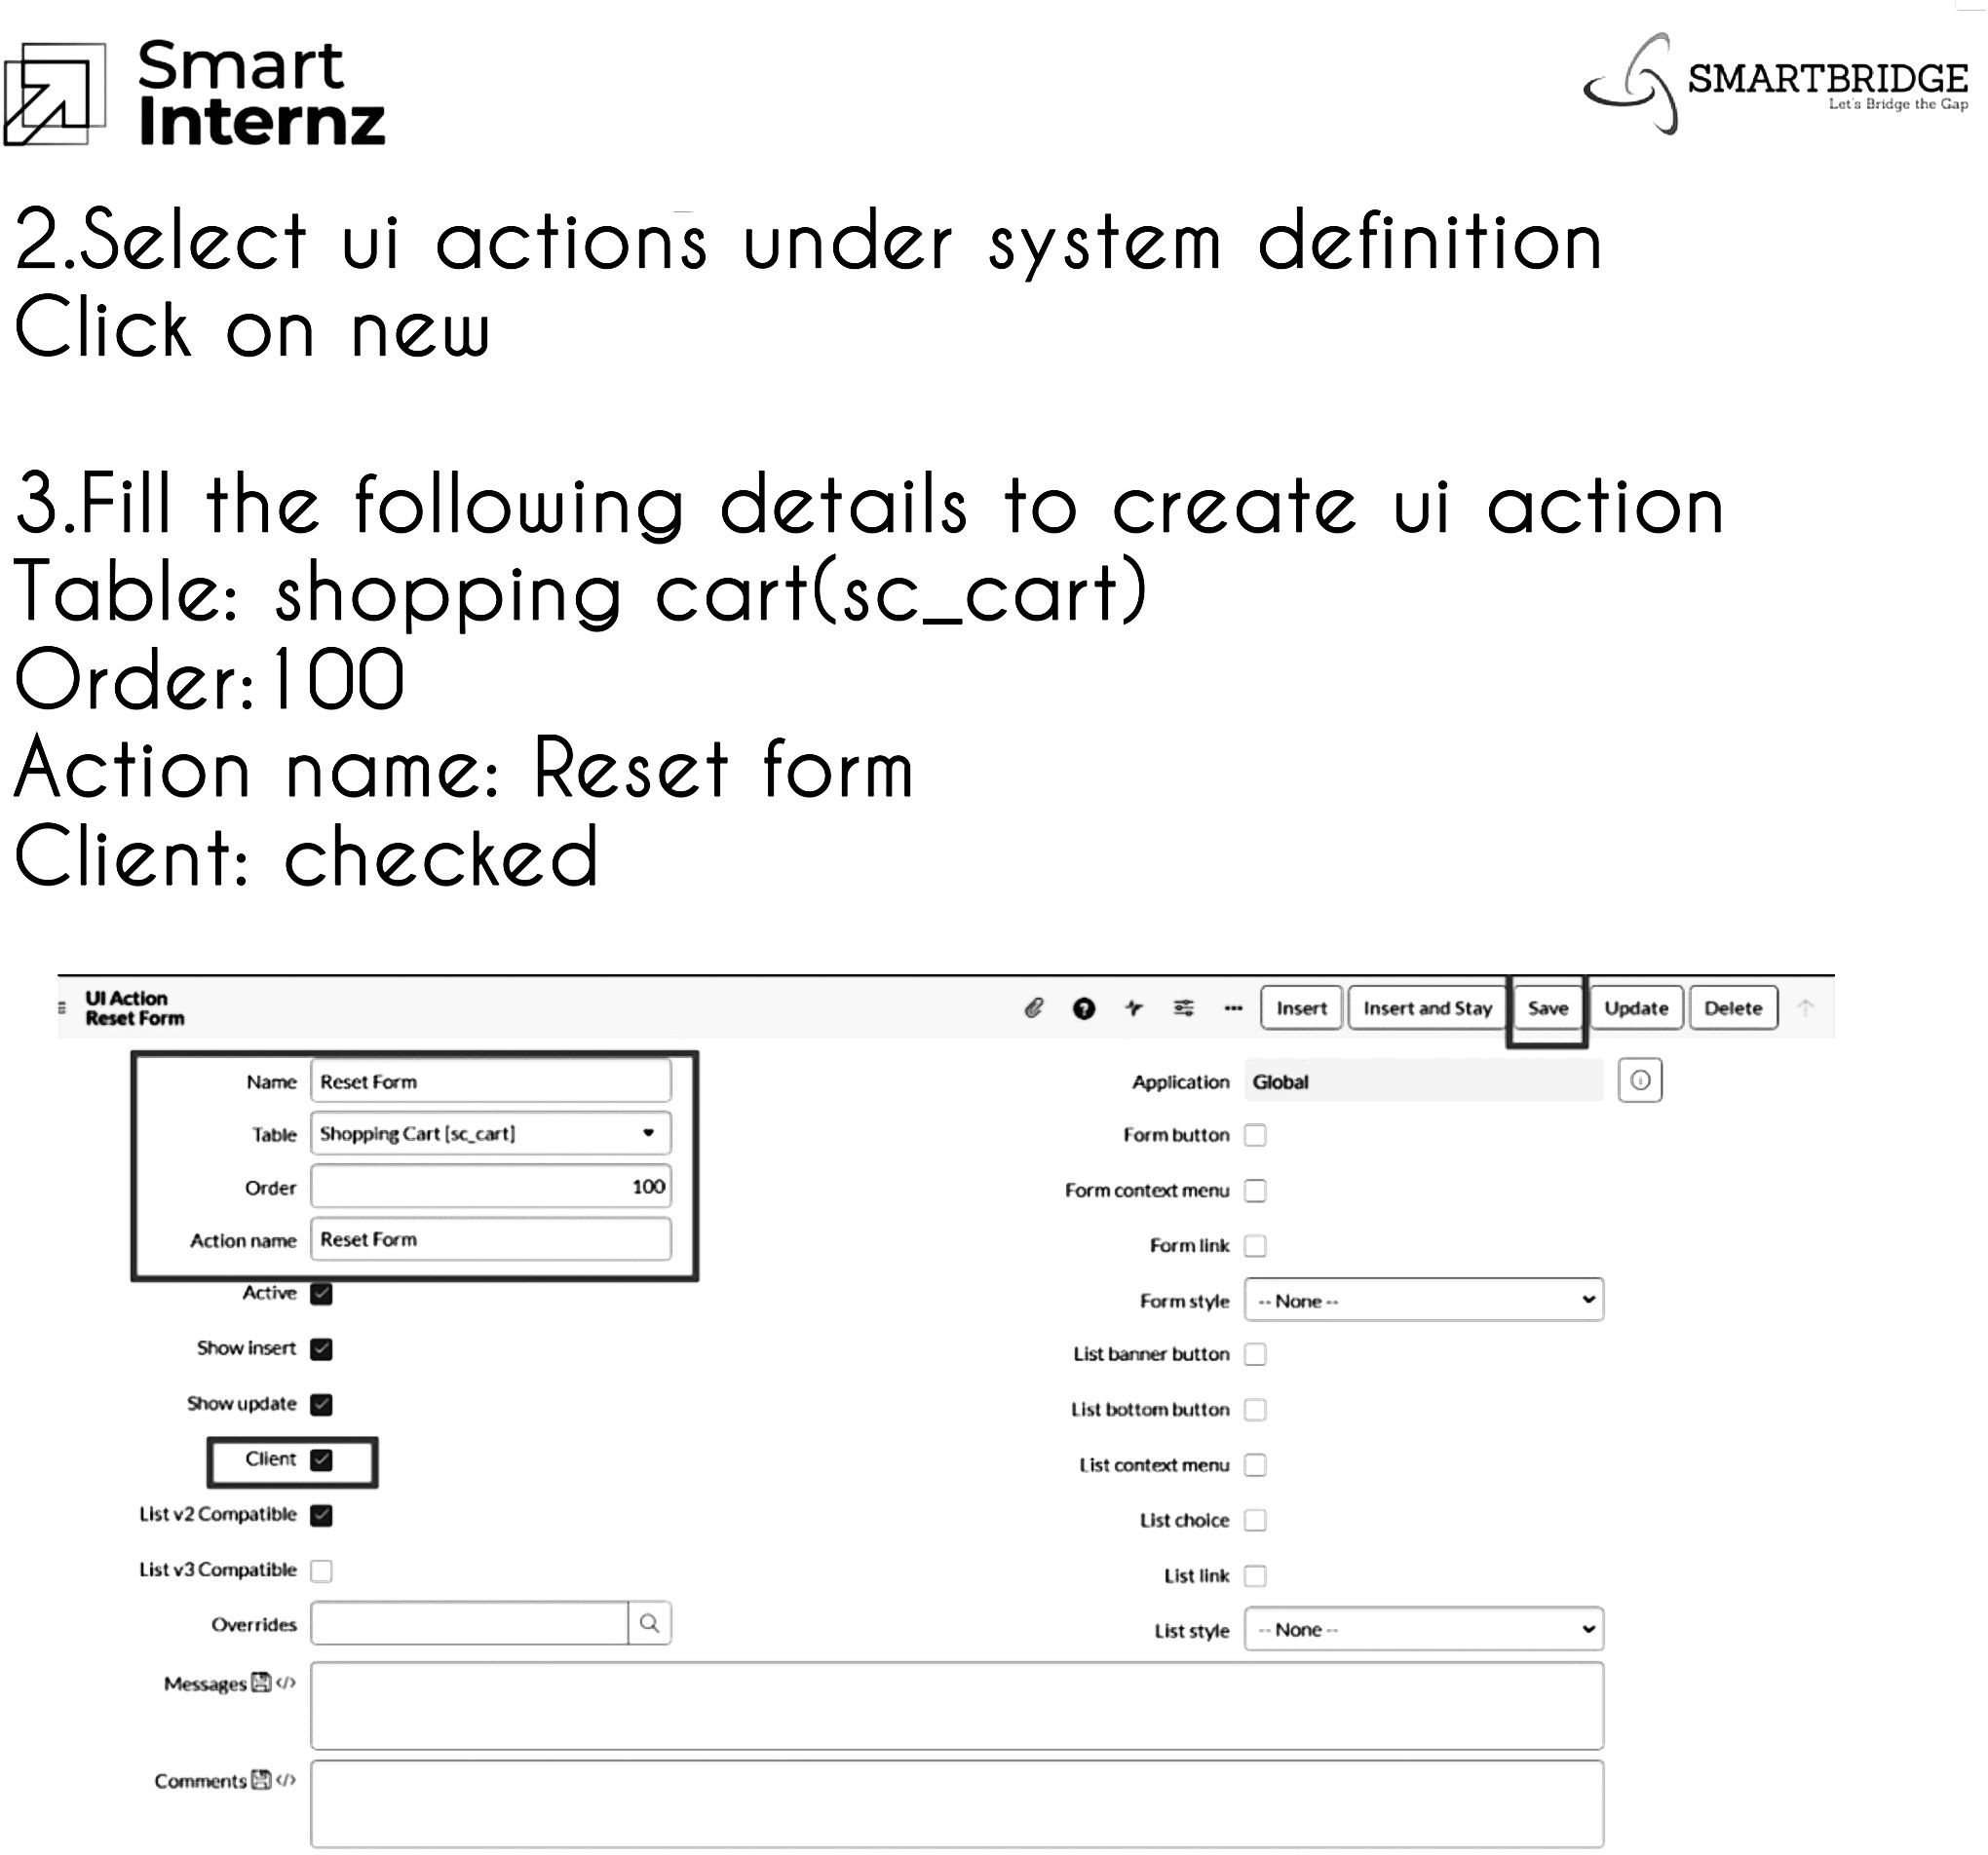 Smart
Internz
SMARTBRIDGE
Let's Bridge the Gap
2.Select ui actions under system definition
Click on new
3.Fill the following details to create ui action
Table: shopping cart(sc_cart)
Order:100
Action name: Reset form
Client: checked
UI Action
Reset Form
Insert
Insert and Stay
Save
Update
Delete
Name Reset Form
Table Shopping Cart [sc_cart]
Order 100
Action name Reset Form
Active
Show insert
Show update
Client
List v2 Compatible
List v3 Compatible
Overrides
Application Global
Form button
Form context menu
Form link
Form style -- None --
List banner button
List bottom button
List context menu
List choice
List link
List style -- None --
Messages
Comments